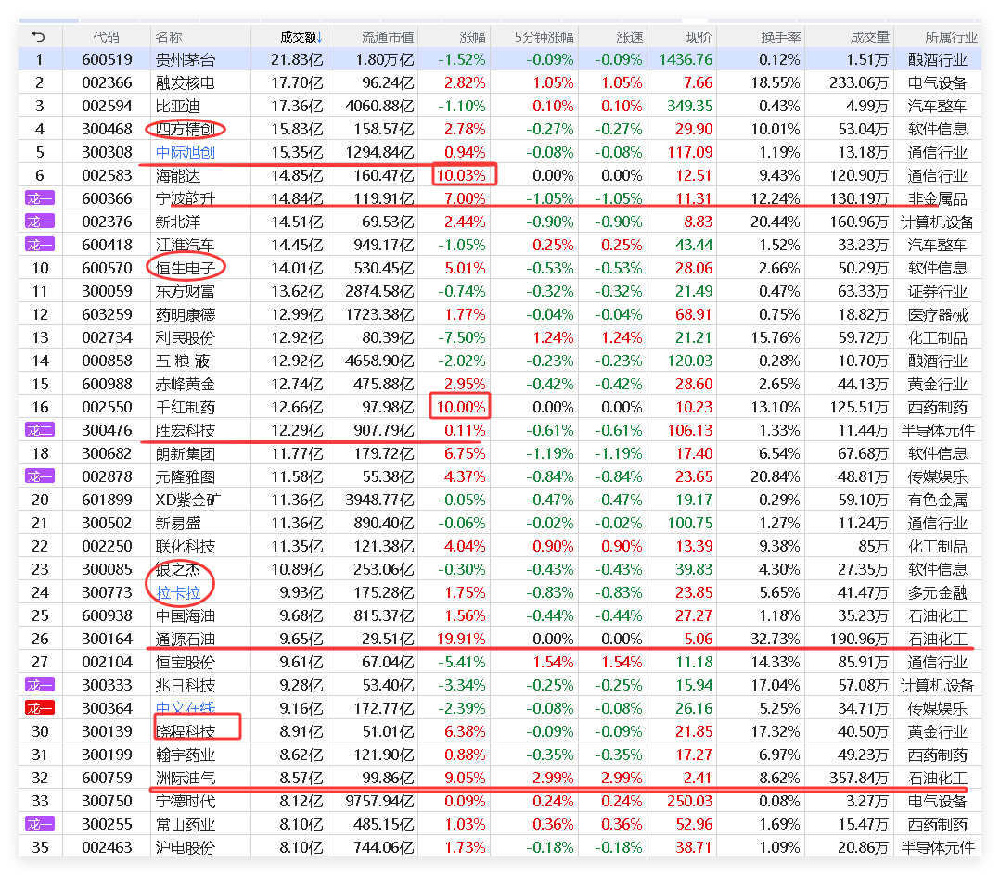 代码 名称 成交额↓ 流通市值 涨幅 5分钟涨幅 涨速 现价 换手率 成交量 所属行业
1 600519 贵州茅台 21.83亿 1.80万亿 -1.52% -0.09% -0.09% 1436.76 0.12% 1.51万 酿酒行业
2 002366 融发核电 17.70亿 96.24亿 2.82% 1.05% 1.05% 7.66 18.55% 233.06万 电气设备
3 002594 比亚迪 17.36亿 4060.88亿 -1.10% 0.10% 0.10% 349.35 0.43% 4.99万 汽车整车
4 300468 四方精创 15.83亿 158.57亿 2.78% -0.27% -0.27% 29.90 10.01% 53.04万 软件信息
5 300308 中际旭创 15.35亿 1294.84亿 0.94% -0.08% -0.08% 117.09 1.19% 13.18万 通信行业
6 002583 海能达 14.85亿 160.47亿 10.03% 0.00% 0.00% 12.51 9.43% 120.90万 通信行业
龙一 600366 宁波韵升 14.84亿 119.91亿 7.00% -1.05% -1.05% 11.31 12.24% 130.19万 非金属品
龙一 002376 新北洋 14.51亿 69.53亿 2.44% -0.90% -0.90% 8.83 20.44% 160.96万 计算机设备
龙一 600418 江淮汽车 14.45亿 949.17亿 -1.05% 0.25% 0.25% 43.44 1.52% 33.23万 汽车整车
10 600570 恒生电子 14.01亿 530.45亿 5.01% -0.53% -0.53% 28.06 2.66% 50.29万 软件信息
11 300059 东方财富 13.62亿 2874.58亿 -0.74% -0.32% -0.32% 21.49 0.47% 63.33万 证券行业
12 603259 药明康德 12.99亿 1723.38亿 1.77% -0.04% -0.04% 68.91 0.75% 18.82万 医疗器械
13 002734 利民股份 12.92亿 80.39亿 -7.50% 1.24% 1.24% 21.21 15.76% 59.72万 化工制品
14 000858 五 粮 液 12.92亿 4658.90亿 -2.02% -0.23% -0.23% 120.03 0.28% 10.70万 酿酒行业
15 600988 赤峰黄金 12.74亿 475.88亿 2.95% -0.42% -0.42% 28.60 2.65% 44.13万 黄金行业
16 002550 千红制药 12.66亿 97.98亿 10.00% 0.00% 0.00% 10.23 13.10% 125.51万 西药制药
龙二 300476 胜宏科技 12.29亿 907.79亿 0.11% -0.61% -0.61% 106.13 1.33% 11.44万 半导体元件
18 300682 朗新集团 11.77亿 179.72亿 6.75% -1.19% -1.19% 17.40 6.54% 67.68万 软件信息
龙一 002878 元隆雅图 11.58亿 55.38亿 4.37% -0.84% -0.84% 23.65 20.84% 48.81万 传媒娱乐
20 601899 XD紫金矿 11.36亿 3948.77亿 -0.05% -0.47% -0.47% 19.17 0.29% 59.10万 有色金属
21 300502 新易盛 11.36亿 890.40亿 -0.06% -0.02% -0.02% 100.75 1.27% 11.24万 通信行业
22 002250 联化科技 11.35亿 121.38亿 4.04% 0.90% 0.90% 13.39 9.38% 85万 化工制品
23 300085 银之杰 10.89亿 253.06亿 -0.30% -0.43% -0.43% 39.83 4.30% 27.35万 软件信息
24 300773 拉卡拉 9.93亿 175.28亿 1.75% -0.83% -0.83% 23.85 5.65% 41.47万 多元金融
25 600938 中国海油 9.68亿 815.37亿 1.56% -0.44% -0.44% 27.27 1.18% 35.23万 石油化工
26 300164 通源石油 9.65亿 29.51亿 19.91% 0.00% 0.00% 5.06 32.73% 190.96万 石油化工
27 002104 恒宝股份 9.61亿 67.04亿 -5.41% 1.54% 1.54% 11.18 14.33% 85.91万 通信行业
龙一 300333 兆日科技 9.28亿 53.40亿 -3.34% -0.25% -0.25% 15.94 17.04% 57.08万 计算机设备
龙一 300364 中文在线 9.16亿 172.77亿 -2.39% -0.08% -0.08% 26.16 5.25% 34.71万 传媒娱乐
30 300139 晓程科技 8.91亿 51.01亿 6.38% -0.09% -0.09% 21.85 17.32% 40.50万 黄金行业
31 300199 翰宇药业 8.62亿 121.90亿 0.88% -0.35% -0.35% 17.27 6.97% 49.23万 西药制药
32 600759 洲际油气 8.57亿 99.86亿 9.05% 2.99% 2.99% 2.41 8.62% 357.84万 石油化工
33 300750 宁德时代 8.12亿 9757.94亿 0.09% 0.24% 0.24% 250.03 0.08% 3.27万 电气设备
龙一 300255 常山药业 8.10亿 485.15亿 1.03% 0.36% 0.36% 52.96 1.69% 15.47万 西药制药
35 002463 沪电股份 8.10亿 744.06亿 1.73% -0.18% -0.18% 38.71 1.09% 20.86万 半导体元件